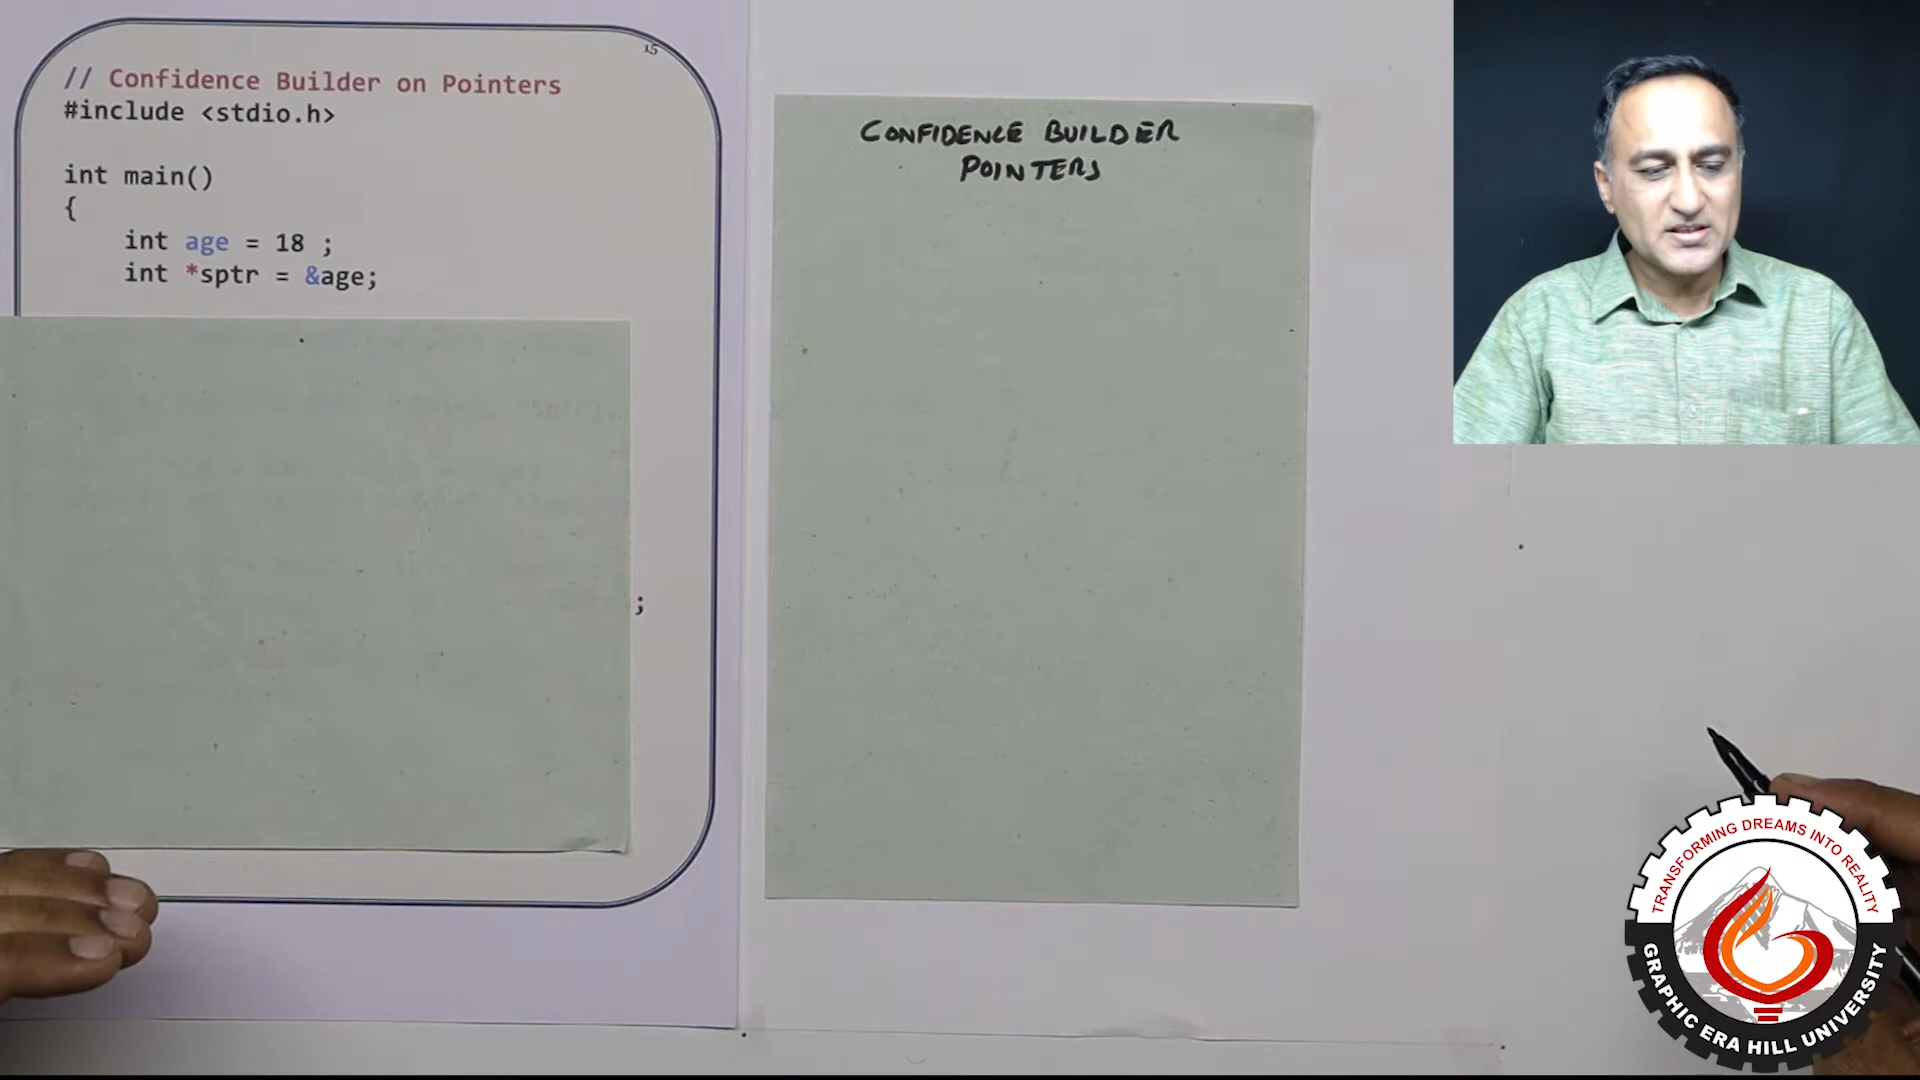 15
// Confidence Builder on Pointers
#include <stdio.h>
int main()
{
int age = 18 ;
int *sptr = &age;
;
CONFIDENCE BUILDER
POINTERS
TRANSFORMING DREAMS INTO REALITY
GRAPHIC ERA HILL UNIVERSITY